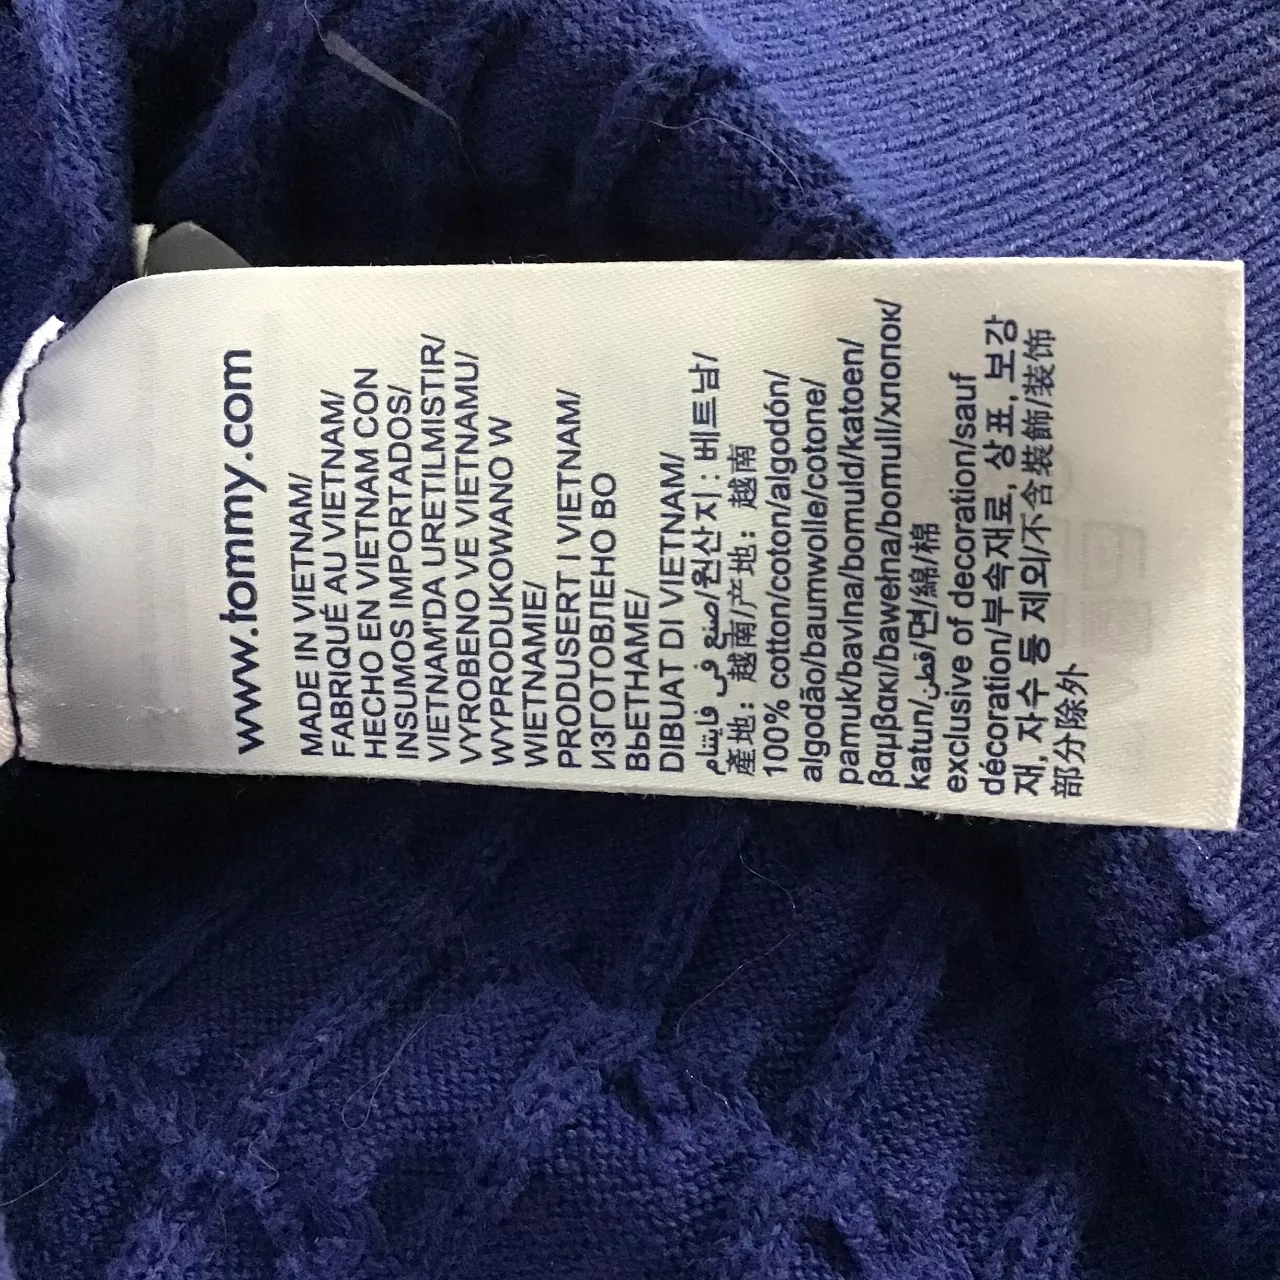 www.tommy.com
MADE IN VIETNAM/
FABRIQUÉ AU VIETNAM/
HECHO EN VIETNAM CON
INSUMOS IMPORTADOS/
VIETNAM'DA URETILMISTIR/
VYROBENO VE VIETNAMU/
WYPRODUKOWANO W
WIETNAMIE/
PRODUSERT I VIETNAM/
ИЗГОТОВЛЕНО ВО
ВЬЕТНАМЕ/
DIBUAT DI VIETNAM/
صنع في فايتنام/원산지: 베트남/
產地: 越南/产地: 越南
100% cotton/coton/algodón/
algodão/baumwolle/cotone/
pamuk/bavlna/bomuld/katoen/
βαμβακι/bawełna/bomull/хлопок/
katun/قطن/면/綿/棉
exclusive of decoration/sauf
décoration/부속재료, 상표, 보강
재, 자수 등 제외/不含裝飾/装饰
部分除外